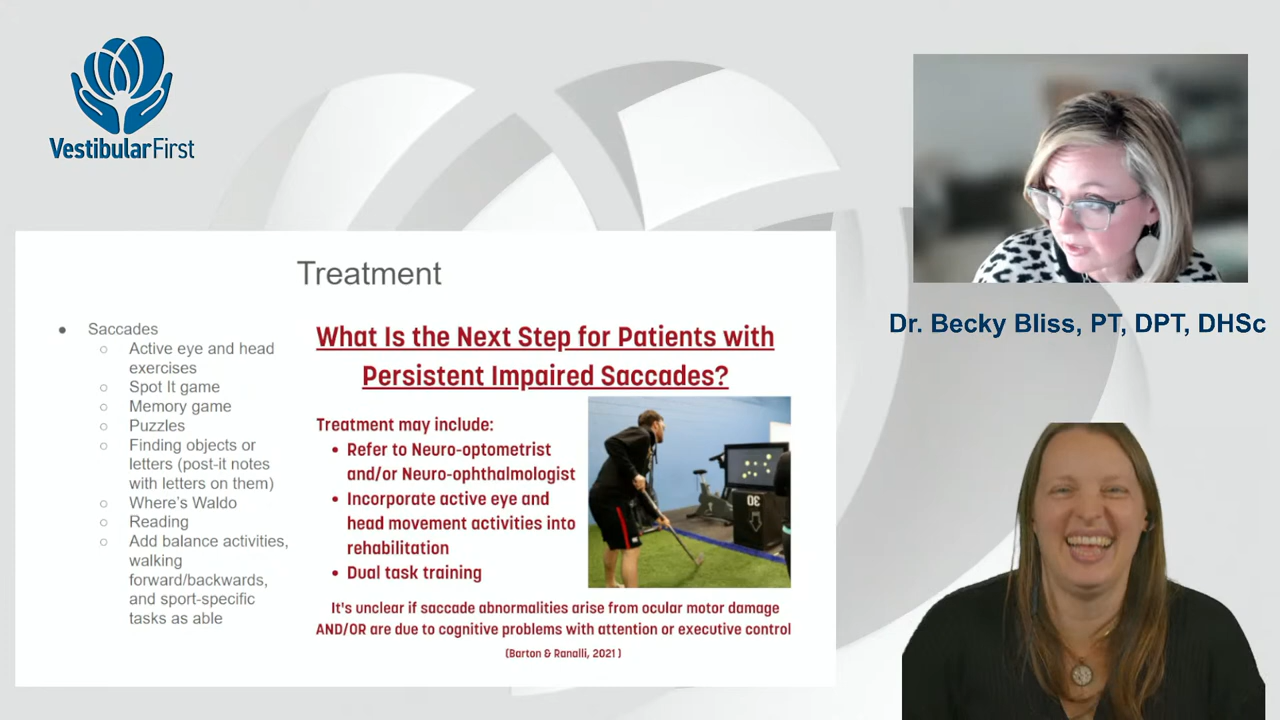 VestibularFirst
Treatment
● Saccades
○ Active eye and head
exercises
○ Spot It game
○ Memory game
○ Puzzles
○ Finding objects or
letters (post-it notes
with letters on them)
○ Where's Waldo
○ Reading
○ Add balance activities,
walking
forward/backwards,
and sport-specific
tasks as able
What Is the Next Step for Patients with
Persistent Impaired Saccades?
Treatment may include:
• Refer to Neuro-optometrist
and/or Neuro-ophthalmologist
• Incorporate active eye and
head movement activities into
rehabilitation
• Dual task training
30
It's unclear if saccade abnormalities arise from ocular motor damage
AND/OR are due to cognitive problems with attention or executive control
(Barton & Ranalli, 2021 )
Dr. Becky Bliss, PT, DPT, DHSc